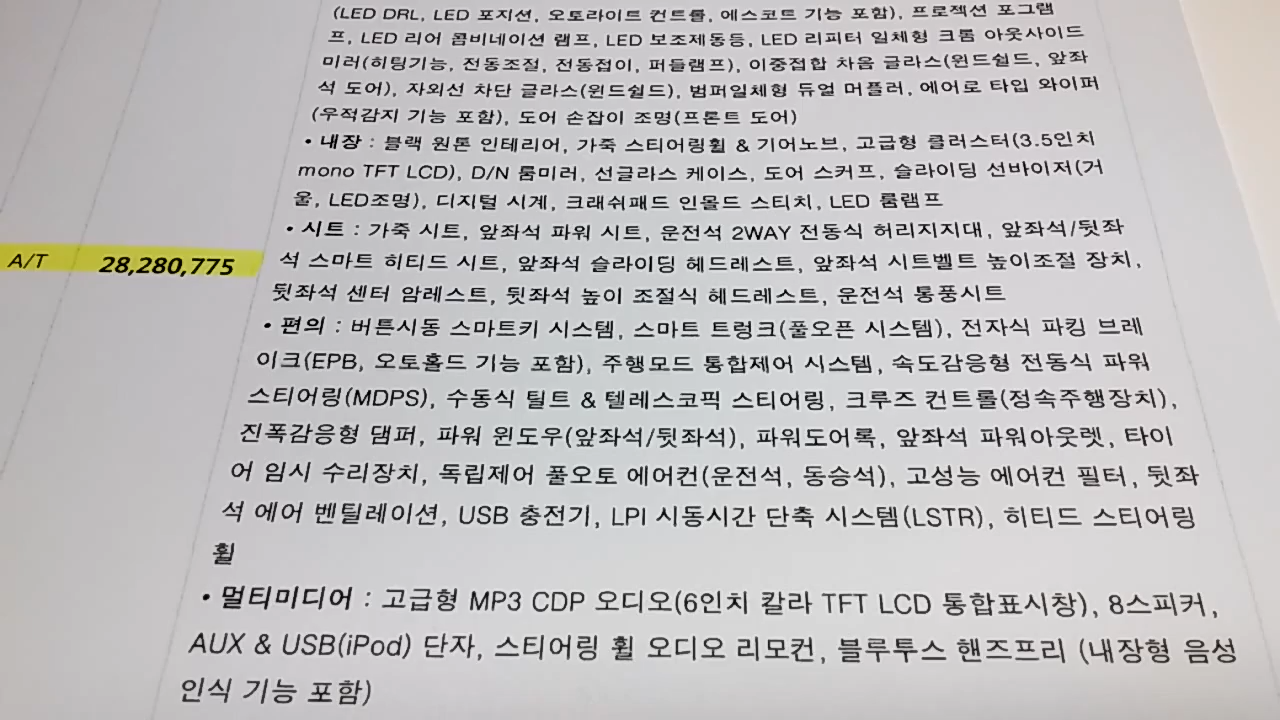 (LED DRL, LED 포지션, 오토라이트 컨트롤, 에스코트 기능 포함), 프로젝션 포그램
프, LED 리어 콤비네이션 램프, LED 보조제동등, LED 리피터 일체형 크롬 아웃사이드
미러(히팅기능, 전동조절, 전동접이, 퍼들램프), 이중접합 차음 글라스(윈드쉴드, 앞좌
석 도어), 자외선 차단 글라스(윈드쉴드), 범퍼일체형 듀얼 머플러, 에어로 타입 와이퍼
(우적감지 기능 포함), 도어 손잡이 조명(프론트 도어)
• 내장 : 블랙 원톤 인테리어, 가죽 스티어링휠 & 기어노브, 고급형 클러스터(3.5인치
mono TFT LCD), D/N 룸미러, 선글라스 케이스, 도어 스커프, 슬라이딩 선바이저(거
울, LED조명), 디지털 시계, 크래쉬패드 인몰드 스티치, LED 룸램프
• 시트 : 가죽 시트, 앞좌석 파워 시트, 운전석 2WAY 전동식 허리지지대, 앞좌석/뒷좌
A/T 28,280,775
석 스마트 히티드 시트, 앞좌석 슬라이딩 헤드레스트, 앞좌석 시트벨트 높이조절 장치,
뒷좌석 센터 암레스트, 뒷좌석 높이 조절식 헤드레스트, 운전석 통풍시트
• 편의 : 버튼시동 스마트키 시스템, 스마트 트렁크(풀오픈 시스템), 전자식 파킹 브레
이크(EPB, 오토홀드 기능 포함), 주행모드 통합제어 시스템, 속도감응형 전동식 파워
스티어링(MDPS), 수동식 틸트 & 텔레스코픽 스티어링, 크루즈 컨트롤(정속주행장치),
진폭감응형 댐퍼, 파워 윈도우(앞좌석/뒷좌석), 파워도어록, 앞좌석 파워아웃렛, 타이
어 임시 수리장치, 독립제어 풀오토 에어컨(운전석, 동승석), 고성능 에어컨 필터, 뒷좌
석 에어 벤틸레이션, USB 충전기, LPI 시동시간 단축 시스템(LSTR), 히티드 스티어링
휠
• 멀티미디어 : 고급형 MP3 CDP 오디오(6인치 칼라 TFT LCD 통합표시창), 8스피커,
AUX & USB(iPod) 단자, 스티어링 휠 오디오 리모컨, 블루투스 핸즈프리 (내장형 음성
인식 기능 포함)